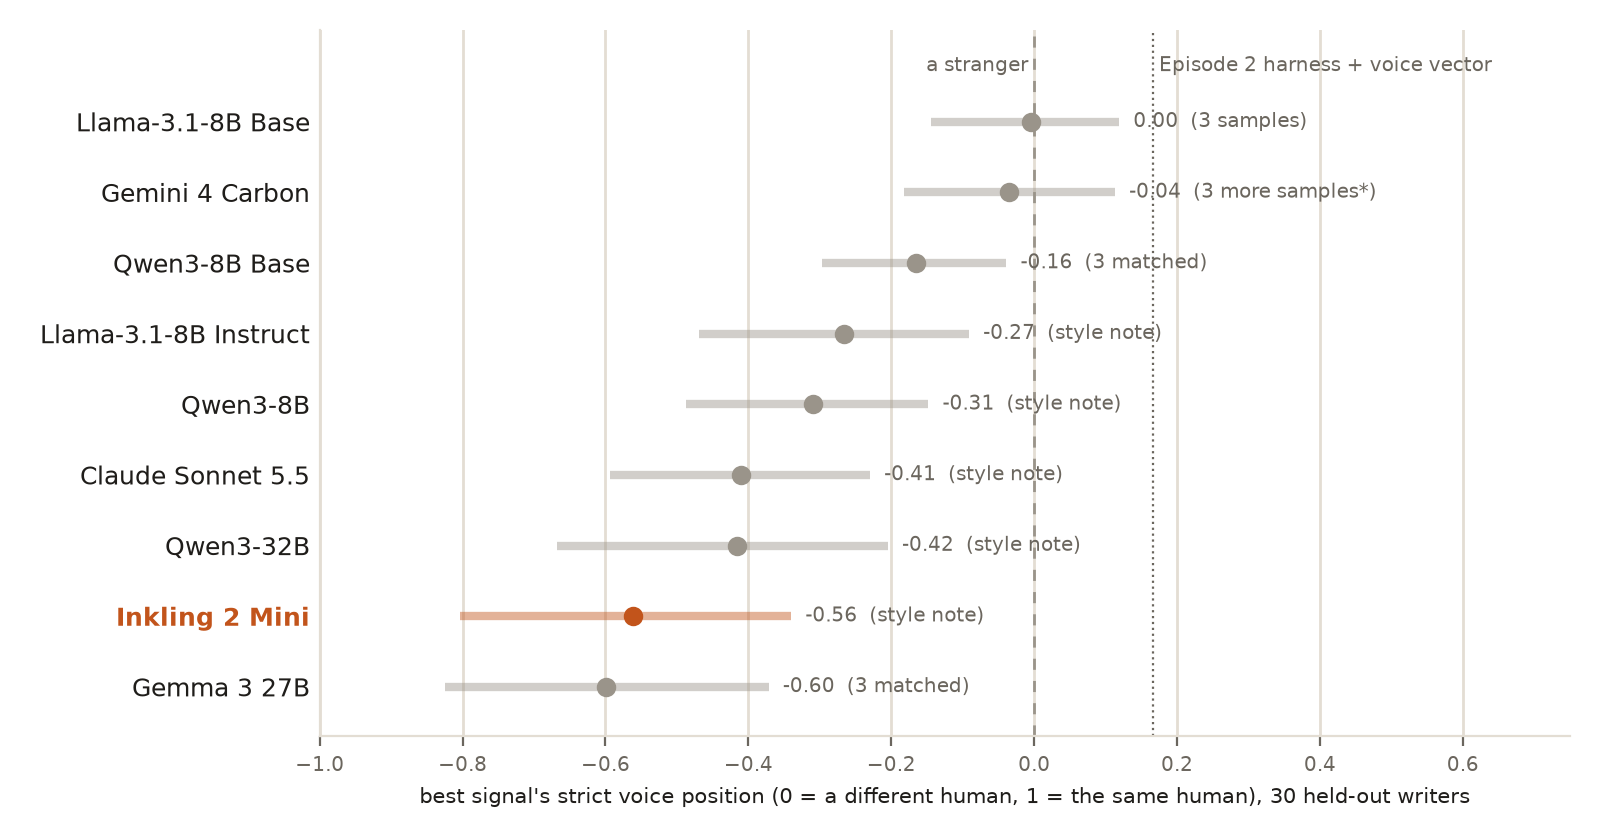 a stranger
Episode 2 harness + voice vector
Llama-3.1-8B Base
0.00 (3 samples)
Gemini 4 Carbon
-0.04 (3 more samples*)
Qwen3-8B Base
-0.16 (3 matched)
Llama-3.1-8B Instruct
-0.27 (style note)
Qwen3-8B
-0.31 (style note)
Claude Sonnet 5.5
-0.41 (style note)
Qwen3-32B
-0.42 (style note)
Inkling 2 Mini
-0.56 (style note)
Gemma 3 27B
-0.60 (3 matched)
−1.0 −0.8 −0.6 −0.4 −0.2 0.0 0.2 0.4 0.6
best signal's strict voice position (0 = a different human, 1 = the same human), 30 held-out writers